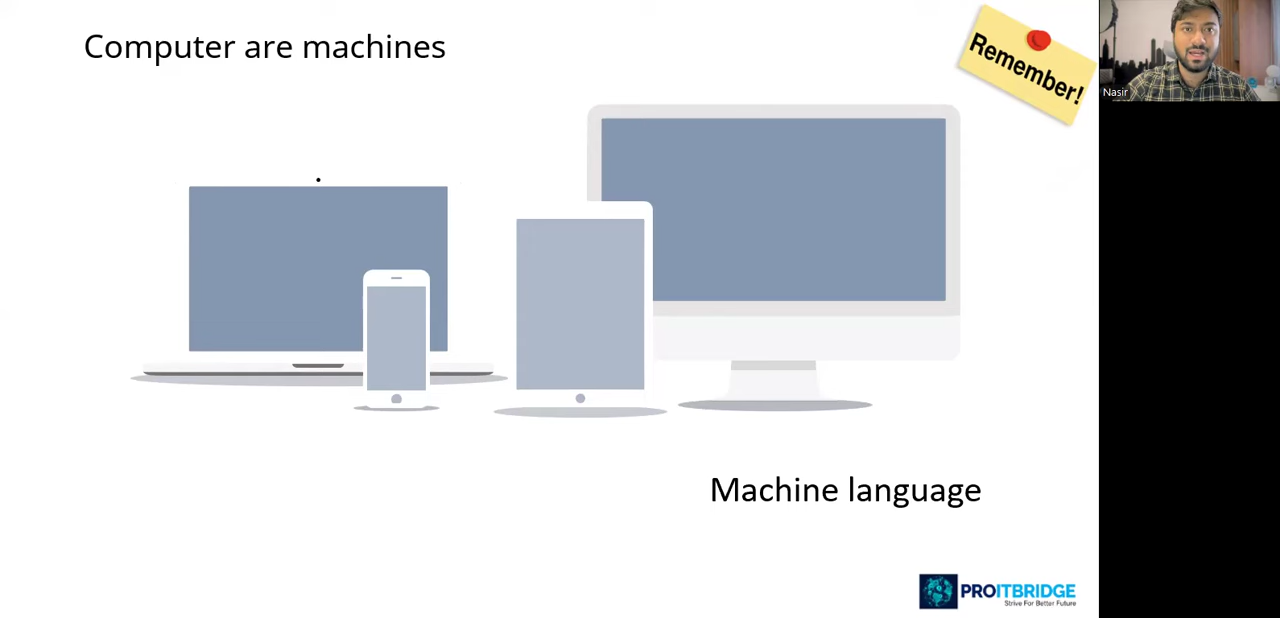 Computer are machines
Remember!
Nasir
Machine language
PROITBRIDGE
Strive For Better Future